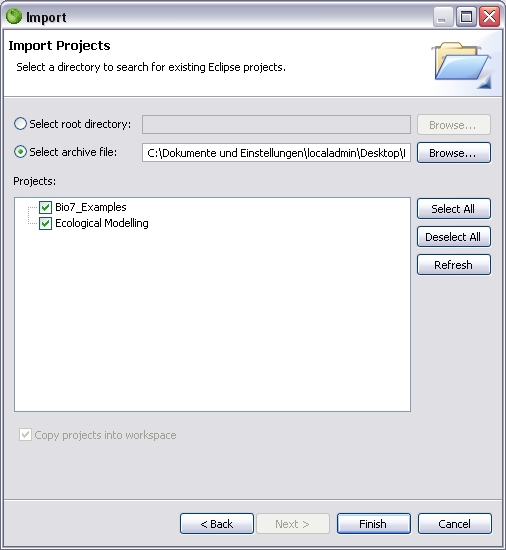 Import
Import Projects
Select a directory to search for existing Eclipse projects.
Select root directory:
Browse...
Select archive file:
C:\Dokumente und Einstellungen\localadmin\Desktop\
Browse...
Projects:
Bio7_Examples
Ecological Modelling
Select All
Deselect All
Refresh
Copy projects into workspace
< Back
Next >
Finish
Cancel